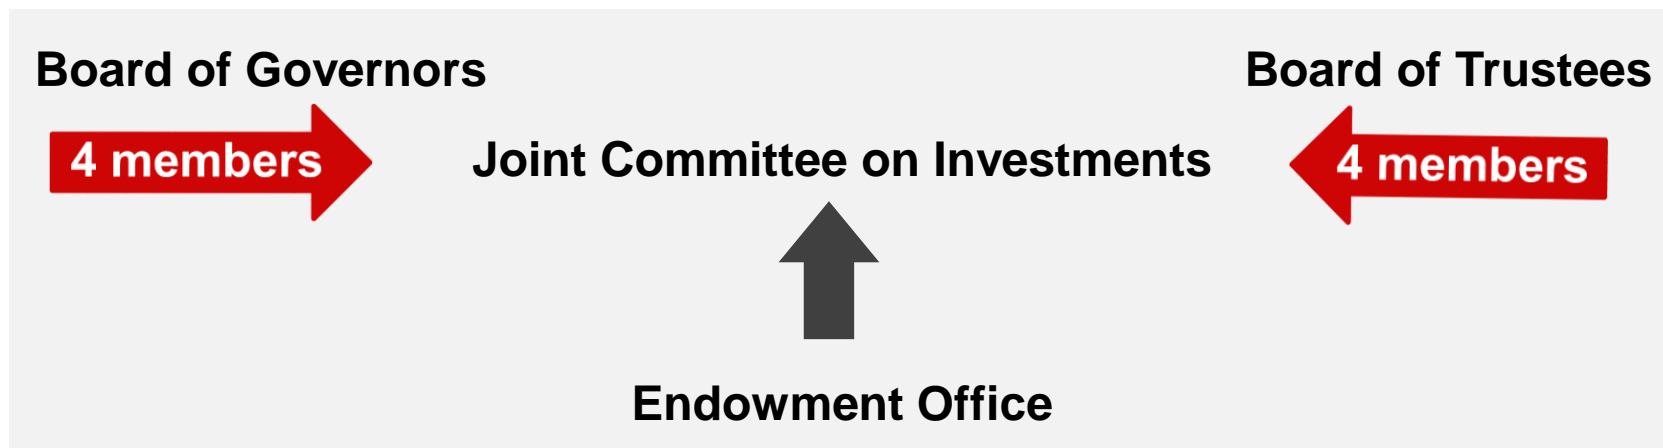 Board of Governors
Board of Trustees
4 members
Joint Committee on Investments
4 members
Endowment Office